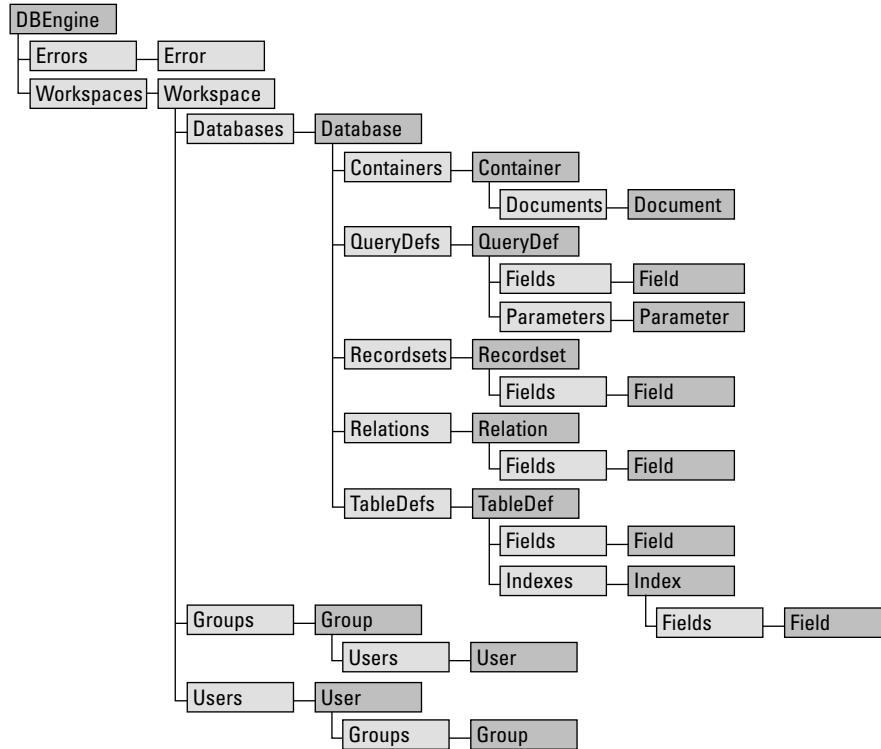 DBEngine
Errors Error
Workspaces Workspace
Databases Database
Containers Container
Documents Document
QueryDefs QueryDef
Fields Field
Parameters Parameter
Recordsets Recordset
Fields Field
Relations Relation
Fields Field
TableDefs TableDef
Fields Field
Indexes Index
Fields Field
Groups Group
Users User
Users User
Groups Group